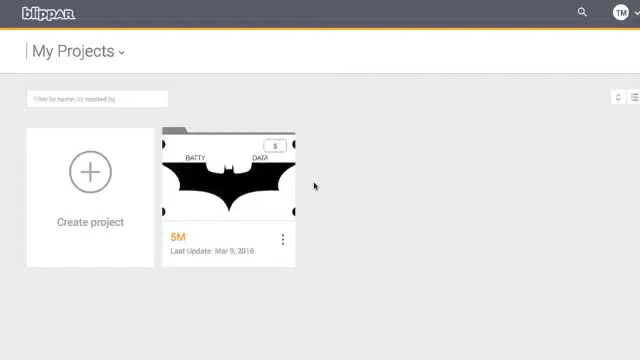 blippar
TM
My Projects
Filter by name, or created by
5
BATTY DATA
Create project
5M
Last Update: Mar 9, 2016